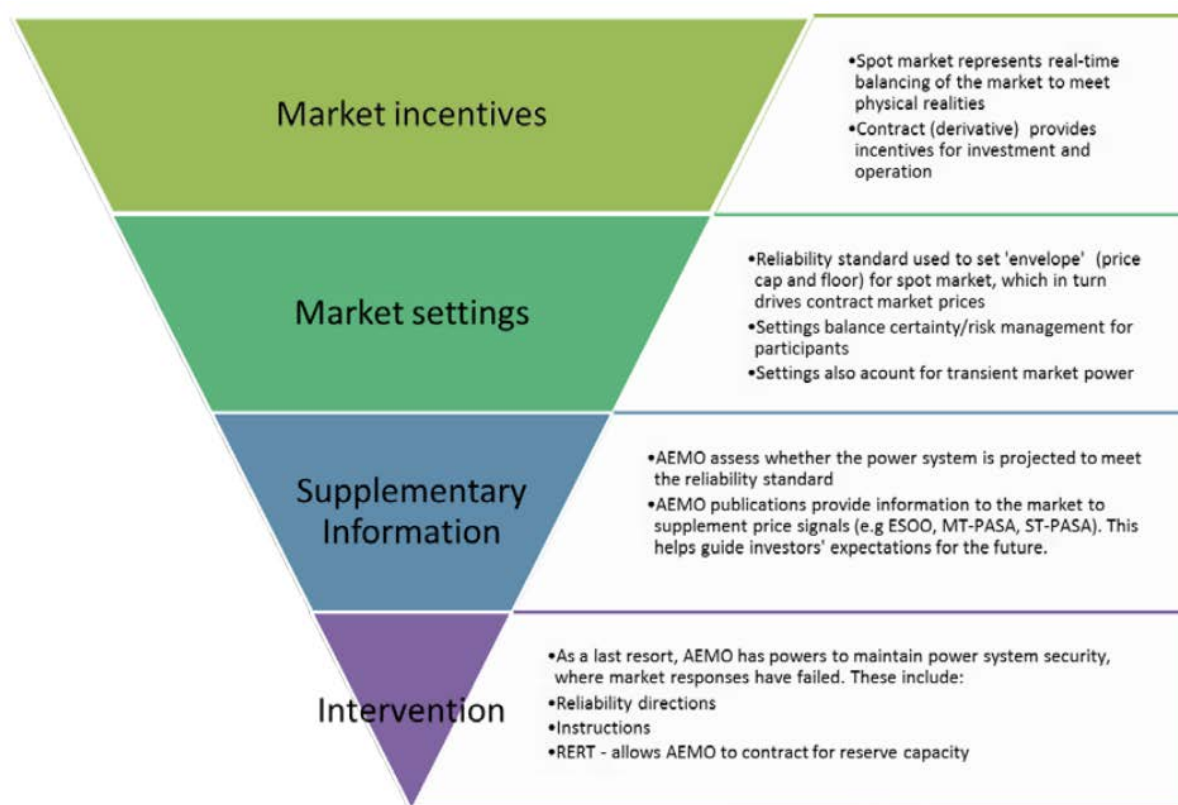 Market incentives
•Spot market represents real-time
balancing of the market to meet
physical realities
•Contract (derivative) provides
incentives for investment and
operation
Market settings
•Reliability standard used to set 'envelope' (price
cap and floor) for spot market, which in turn
drives contract market prices
•Settings balance certainty/risk management for
participants
•Settings also acount for transient market power
Supplementary
Information
•AEMO assess whether the power system is projected to meet
the reliability standard
•AEMO publications provide information to the market to
supplement price signals (e.g ESOO, MT-PASA, ST-PASA). This
helps guide investors' expectations for the future.
Intervention
•As a last resort, AEMO has powers to maintain power system security,
where market responses have failed. These include:
•Reliability directions
•Instructions
•RERT - allows AEMO to contract for reserve capacity